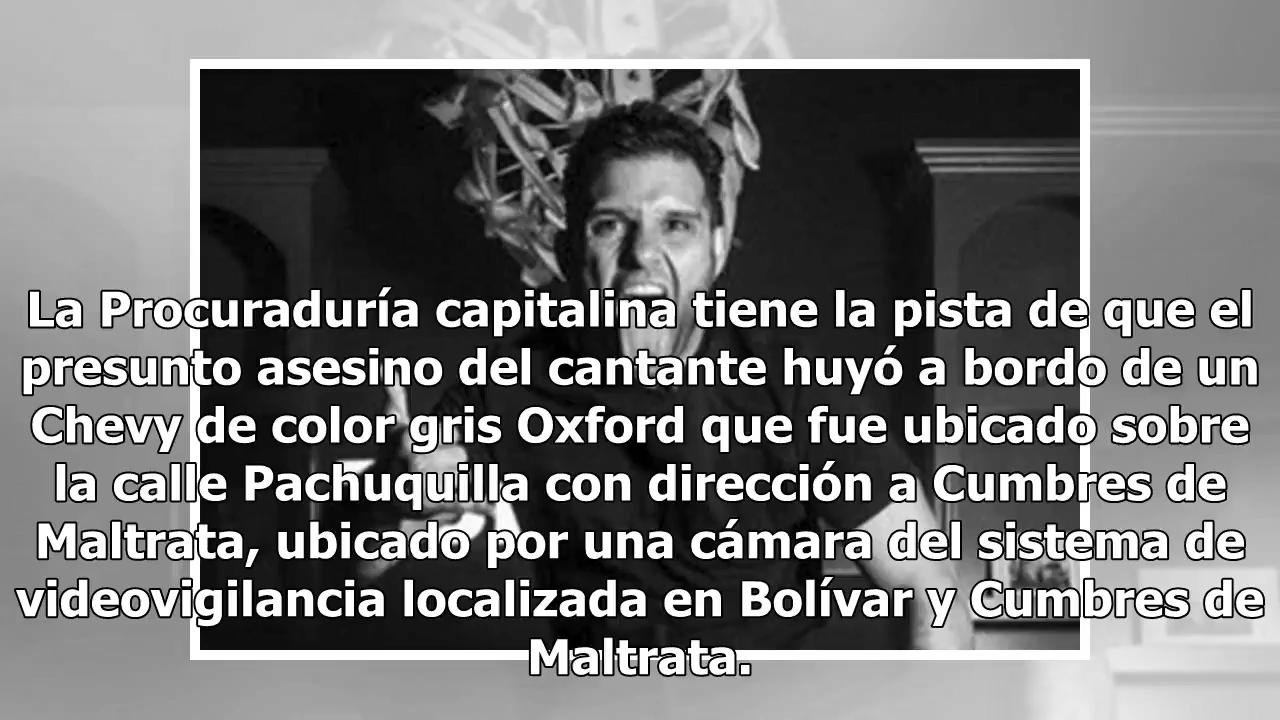 La Procuraduría capitalina tiene la pista de que el
presunto asesino del cantante huyó a bordo de un
Chevy de color gris Oxford que fue ubicado sobre
la calle Pachuquilla con dirección a Cumbres de
Maltrata, ubicado por una cámara del sistema de
videovigilancia localizada en Bolívar y Cumbres de
Maltrata.